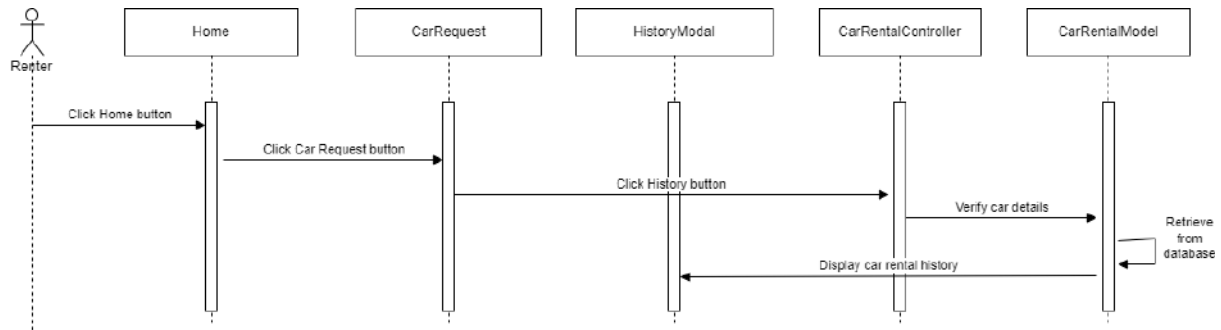 Home
CarRequest
HistoryModal
CarRentalController
CarRentalModel
Renter
Click Home button
Click Car Request button
Click History button
Verify car details
Retrieve
from
database
Display car rental history